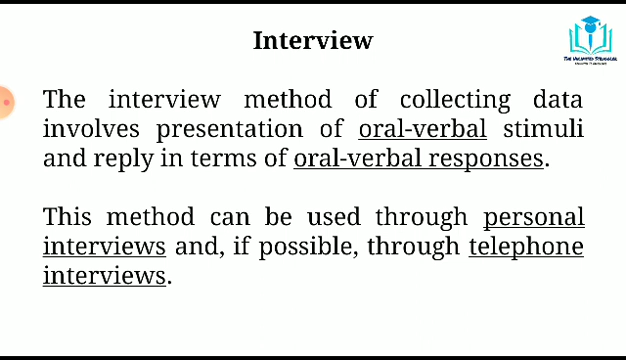 Interview
The interview method of collecting data
involves presentation of oral-verbal stimuli
and reply in terms of oral-verbal responses.
This method can be used through personal
interviews and, if possible, through telephone
interviews.